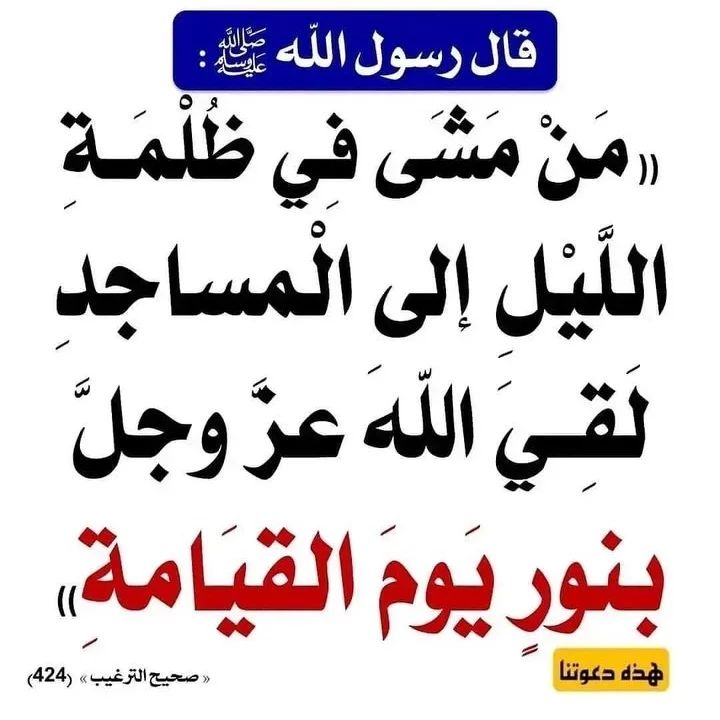 قال رسول الله ﷺ :
((مَنْ مَشَى فِي ظُلْمَةِ
اللَّيْلِ إلى الْمساجدِ
لَقِيَ اللّهَ عزَّ وجلَّ
بنورٍ يَومَ القيَامةِ))
هذه دعوتنا
« صحيح الترغيب » (424)